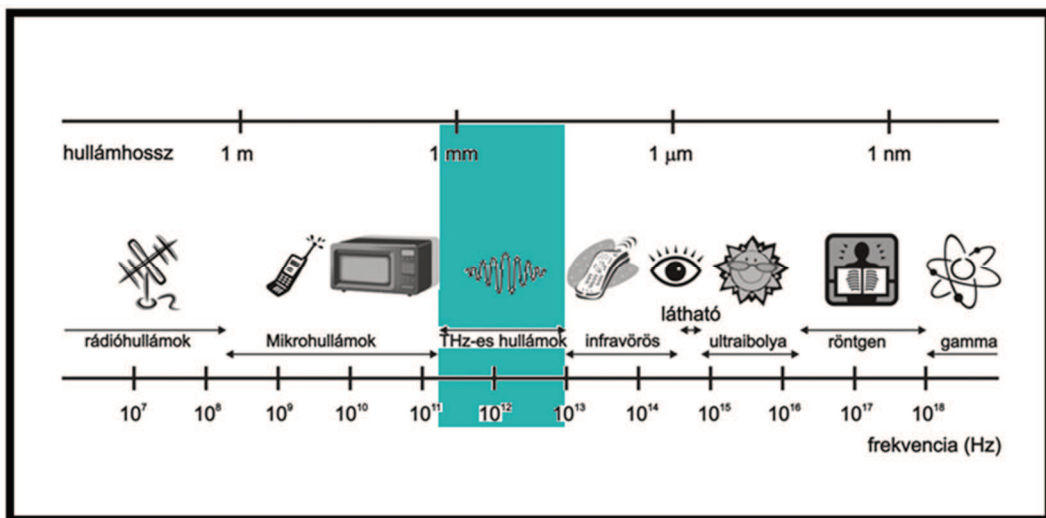 hullámhossz 1 m 1 mm 1 μm 1 nm
látható
rádióhullámok Mikrohullámok THz-es hullámok infravörös ultraibolya röntgen gamma
10⁷ 10⁸ 10⁹ 10¹⁰ 10¹¹ 10¹² 10¹³ 10¹⁴ 10¹⁵ 10¹⁶ 10¹⁷ 10¹⁸
frekvencia (Hz)